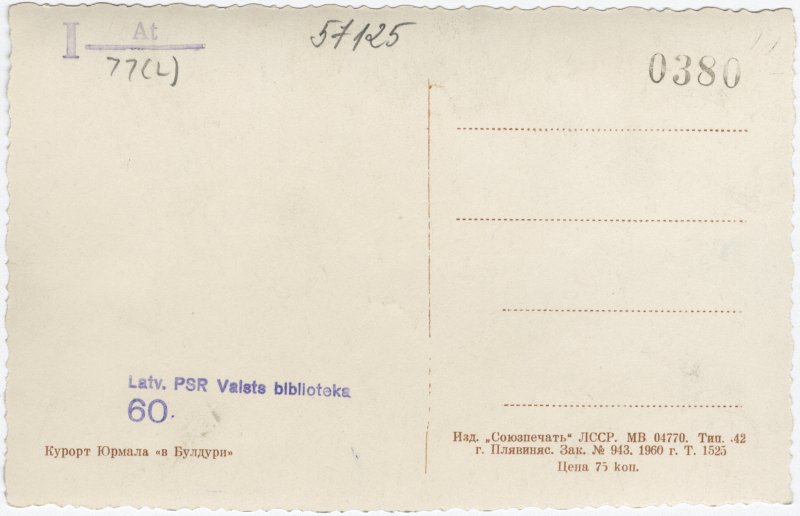 I At
77(L)
57125
0380
Latv. PSR Valsts biblioteka
60.
Курорт Юрмала «в Булдури»
Изд. „Союзпечать“ ЛССР. МВ 04770. Тип. 42
г. Плявиняс. Зак. № 943. 1960 г. Т. 1525
Цена 75 коп.